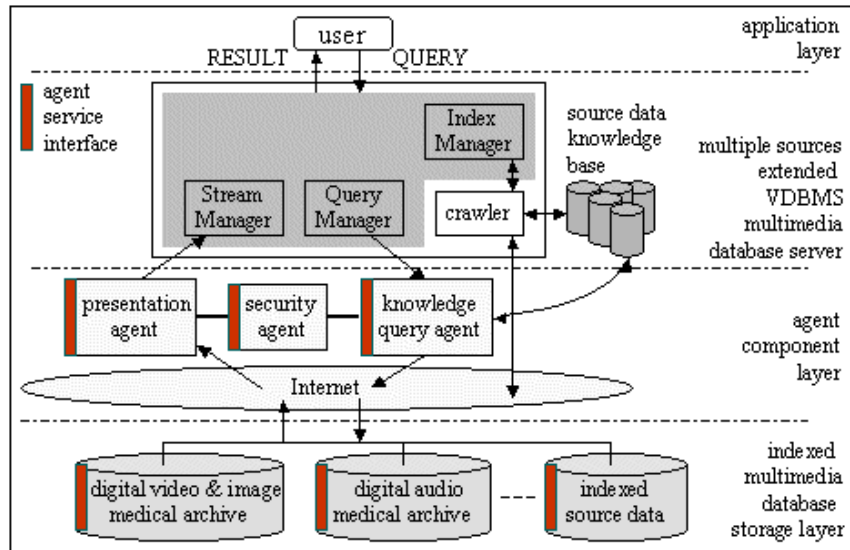 user
application
layer
RESULT
QUERY
agent
service
interface
Index
Manager
source data
knowledge
base
multiple sources
extended
VDBMS
multimedia
database server
Stream
Manager
Query
Manager
crawler
presentation
agent
security
agent
knowledge
query agent
agent
component
layer
Internet
digital video & image
medical archive
digital audio
medical archive
indexed
source data
indexed
multimedia
database
storage layer